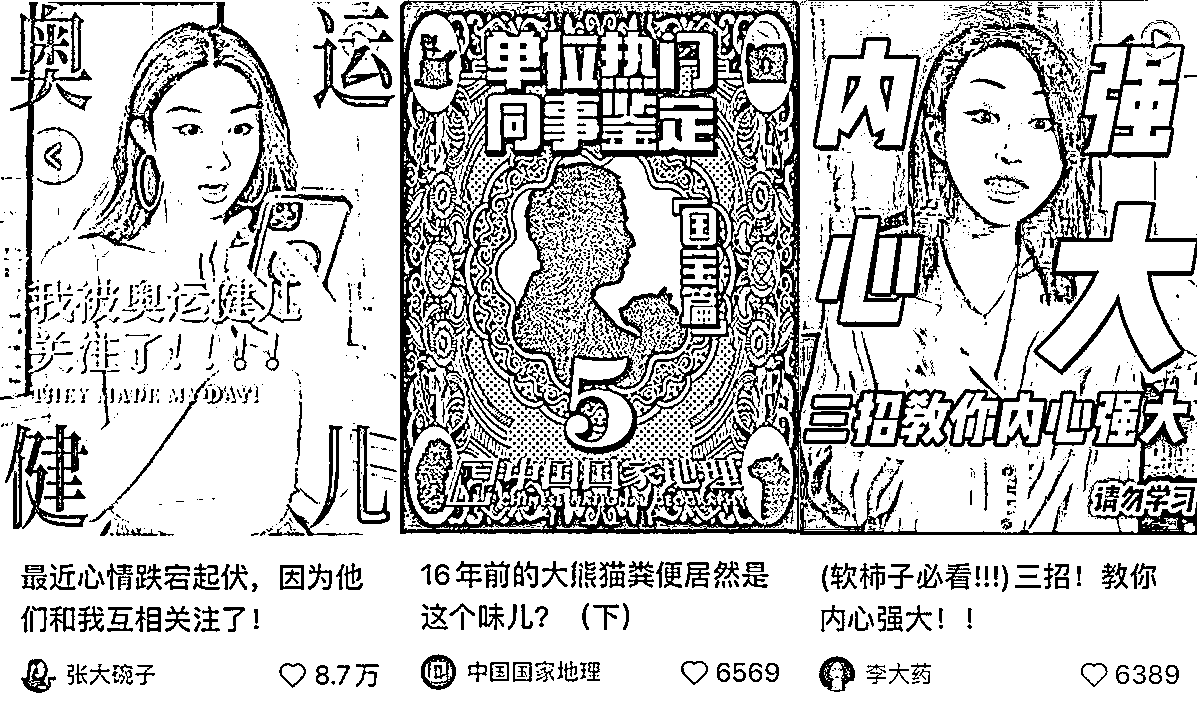 奥运
我被奥运健儿
关注了!!!!
THEY MADE MY DAY!
健儿
最近心情跌宕起伏，因为他
们和我互相关注了！
张大碗子
8.7万
单位热门
同事鉴定
「国宝篇」
5
中国国家地理
16年前的大熊猫粪便居然是
这个味儿？（下）
中国国家地理
6569
内强
心大
三招教你内心强大
请勿学习
(软柿子必看!!!)三招！教你
内心强大！！
李大药
6389